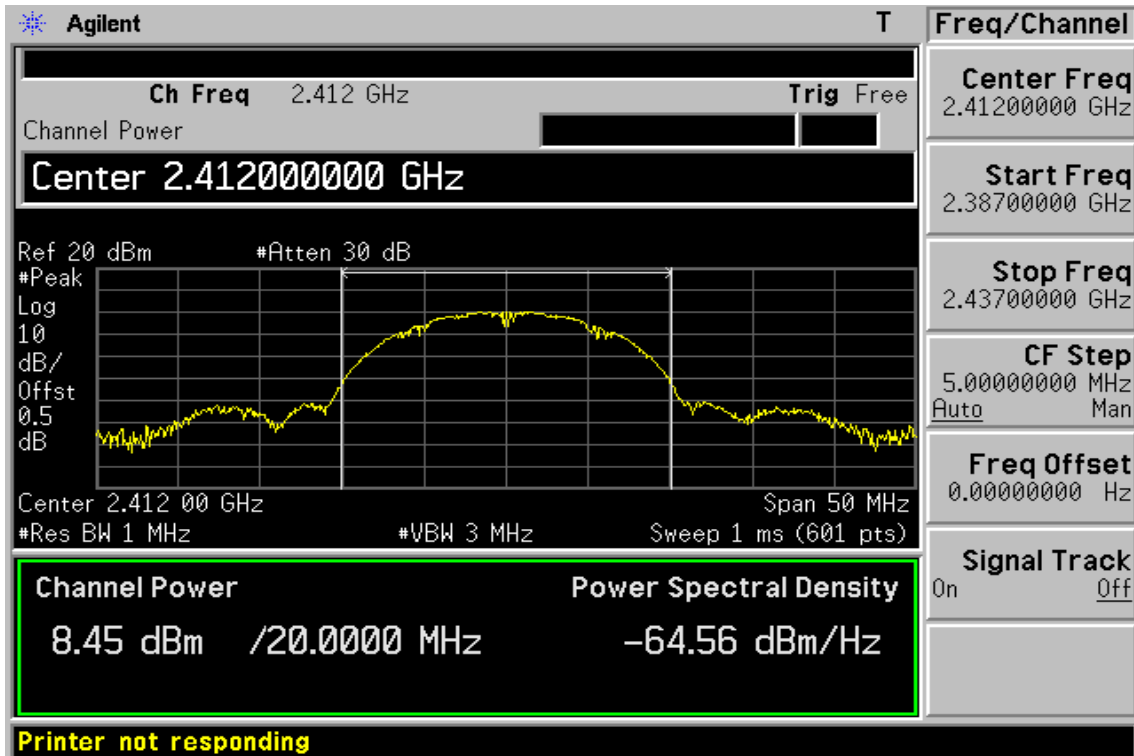 Agilent T
Ch Freq 2.412 GHz Trig Free
Channel Power
Center 2.412000000 GHz
Ref 20 dBm #Atten 30 dB
#Peak
Log
10
dB/
Offst
0.5
dB
Center 2.412 00 GHz Span 50 MHz
#Res BW 1 MHz #VBW 3 MHz Sweep 1 ms (601 pts)
Channel Power Power Spectral Density
8.45 dBm /20.0000 MHz -64.56 dBm/Hz
Printer not responding
Freq/Channel
Center Freq
2.41200000 GHz
Start Freq
2.38700000 GHz
Stop Freq
2.43700000 GHz
CF Step
5.00000000 MHz
Auto Man
Freq Offset
0.00000000 Hz
Signal Track
On Off